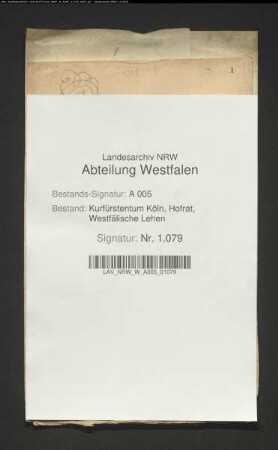 Landesarchiv NRW
Abteilung Westfalen
Bestands-Signatur: A 005
Bestand: Kurfürstentum Köln, Hofrat,
Westfälische Lehen
Signatur: Nr. 1.079
LAV_NRW_W_A005_01079